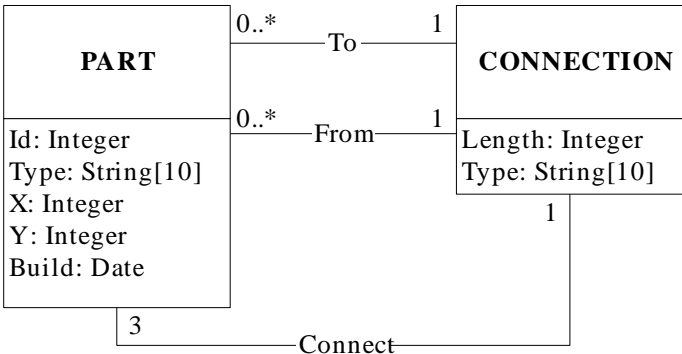 0..* To 1
PART
CONNECTION
0..* From 1
Id: Integer
Type: String[10]
X: Integer
Y: Integer
Build: Date
Length: Integer
Type: String[10]
1
3
Connect